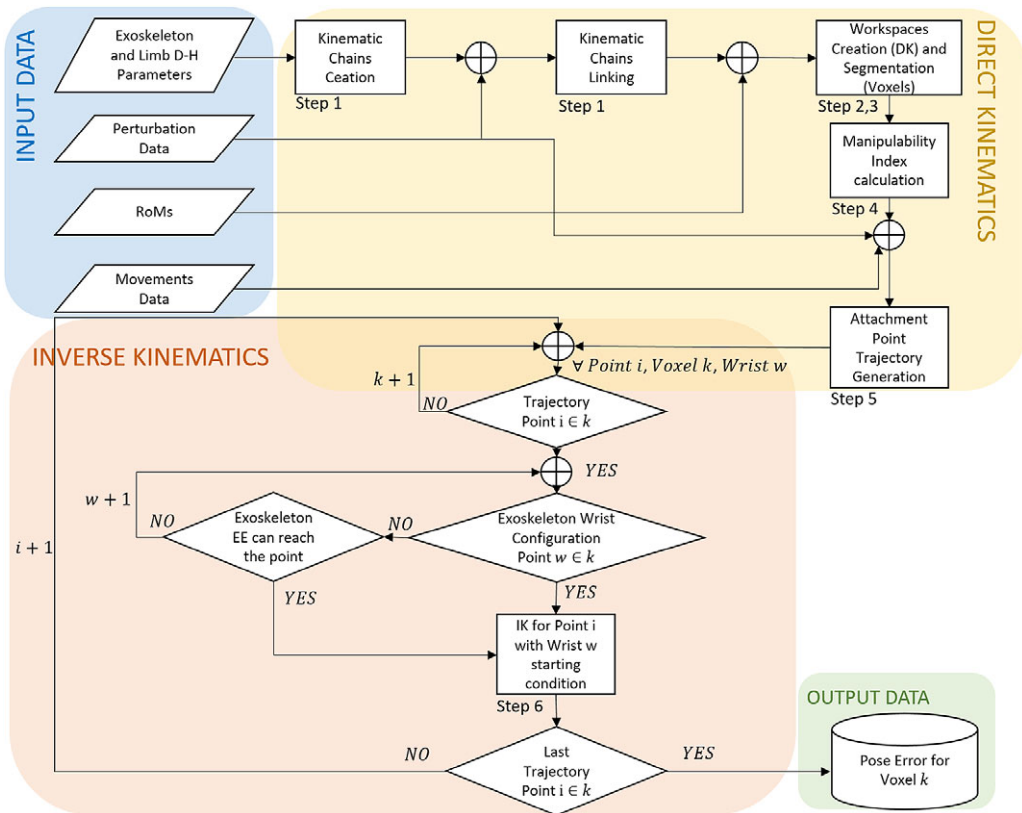 INPUT DATA
Exoskeleton
and Limb D-H
Parameters
Perturbation
Data
RoMs
Movements
Data
DIRECT KINEMATICS
Kinematic
Chains
Ceation
Step 1
Kinematic
Chains
Linking
Step 1
Workspaces
Creation (DK) and
Segmentation
(Voxels)
Step 2,3
Manipulability
Index
calculation
Step 4
Attachment
Point
Trajectory
Generation
Step 5
INVERSE KINEMATICS
∀ Point i, Voxel k, Wrist w
k + 1
NO
Trajectory
Point i ∈ k
YES
w + 1
NO
Exoskeleton
EE can reach
the point
NO
Exoskeleton Wrist
Configuration
Point w ∈ k
i + 1
YES
YES
IK for Point i
with Wrist w
starting
condition
Step 6
NO
Last
Trajectory
Point i ∈ k
YES
OUTPUT DATA
Pose Error for
Voxel k